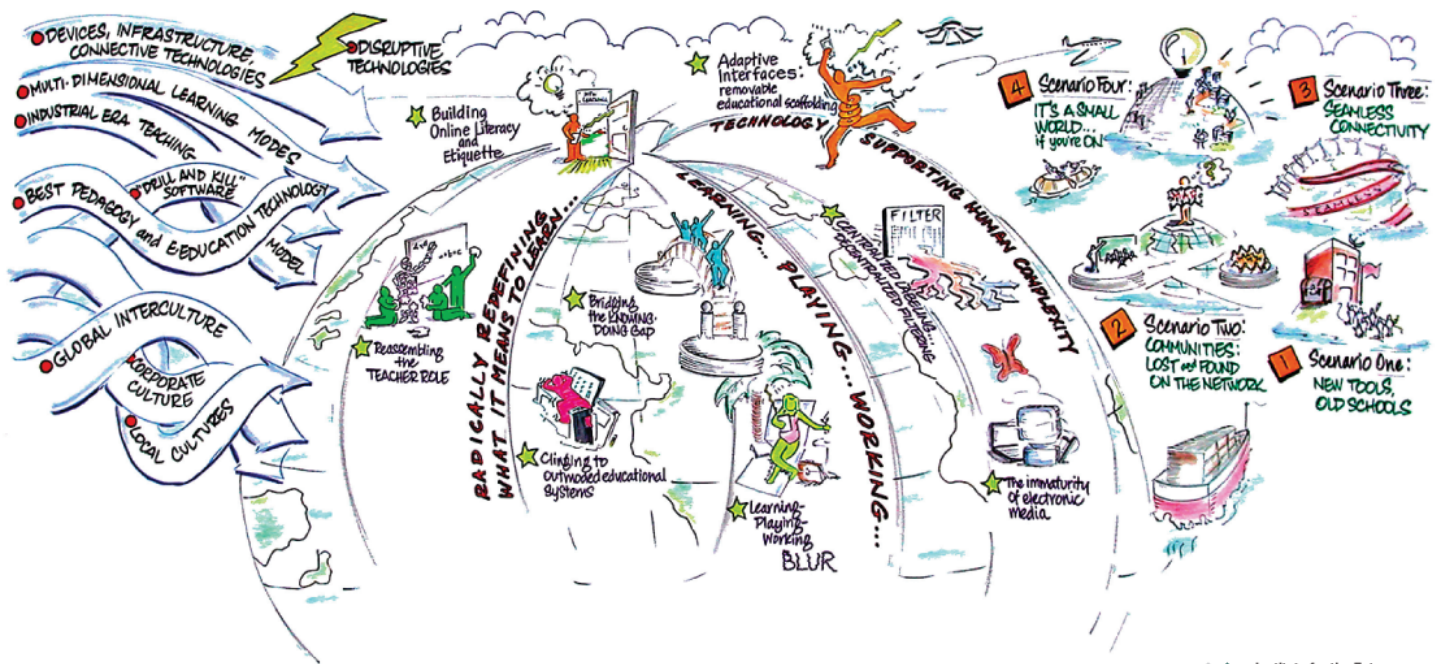 DEVICES, INFRASTRUCTURE,
CONNECTIVE TECHNOLOGIES
DISRUPTIVE
TECHNOLOGIES
MULTI-DIMENSIONAL LEARNING MODES
INDUSTRIAL ERA TEACHING
"DRILL AND KILL"
SOFTWARE
BEST PEDAGOGY and EDUCATION TECHNOLOGY
MODEL
GLOBAL INTERCULTURE
CORPORATE
CULTURE
LOCAL CULTURES
Building
Online Literacy
and
Etiquette
Adaptive
Interfaces:
removable
educational scaffolding
TECHNOLOGY SUPPORTING HUMAN COMPLEXITY
Reassembling
the
TEACHER ROLE
RADICALLY REDEFINING
WHAT IT MEANS TO LEARN...
Bridging
the KNOWING-
DOING GAP
Clinging to
outmoded educational
Systems
LEARNING... PLAYING... WORKING...
Learning-
Playing-
Working
BLUR
FILTER
CENTRALIZED LABELING...
DECENTRALIZED FILTERING
The immaturity
of electronic
media
4 Scenario Four:
IT'S A SMALL
WORLD...
if you're ON
3 Scenario Three:
SEAMLESS
CONNECTIVITY
SEAMLESS
?
2 Scenario Two:
COMMUNITIES:
LOST and FOUND
ON THE NETWORK
1 Scenario One:
NEW TOOLS,
OLD SCHOOLS